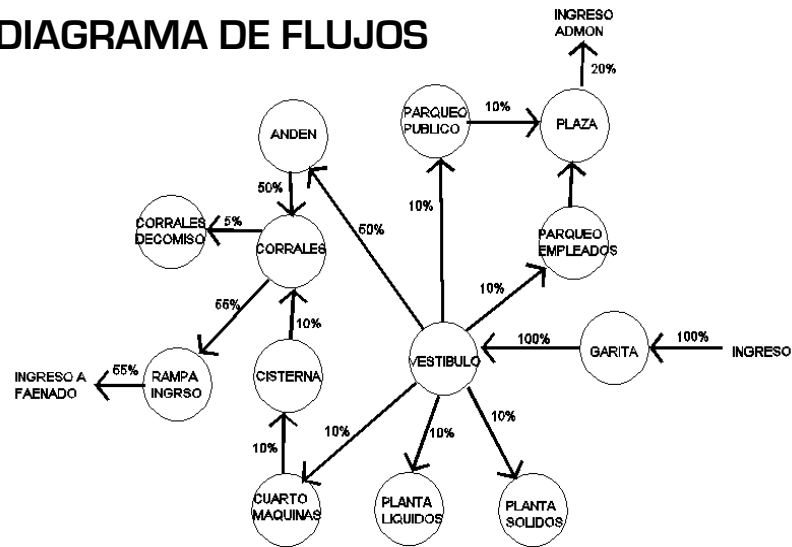 DIAGRAMA DE FLUJOS
INGRESO
ADMON
20%
PARQUEO
PUBLICO
10%
PLAZA
ANDEN
50%
10%
50%
CORRALES
DECOMISO
5%
CORRALES
PARQUEO
EMPLEADOS
10%
55%
10%
VESTIBULO
100%
GARITA
100%
INGRESO
INGRESO A
FAENADO
55%
RAMPA
INGRSO
CISTERNA
10%
10%
10%
10%
CUARTO
MAQUINAS
PLANTA
LIQUIDOS
PLANTA
SOLIDOS